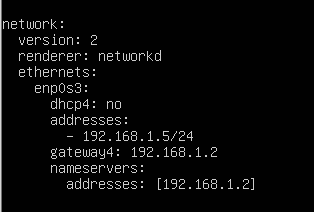 network:
  version: 2
  renderer: networkd
  ethernets:
    enp0s3:
      dhcp4: no
      addresses:
        - 192.168.1.5/24
      gateway4: 192.168.1.2
      nameservers:
        addresses: [192.168.1.2]